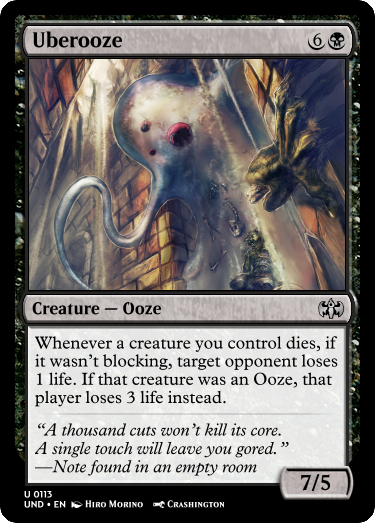 Uberooze 6
Creature — Ooze
Whenever a creature you control dies, if
it wasn't blocking, target opponent loses
1 life. If that creature was an Ooze, that
player loses 3 life instead.
“A thousand cuts won't kill its core.
A single touch will leave you gored.”
—Note found in an empty room
7/5
U 0113
UND • EN Hiro Morino Crashington